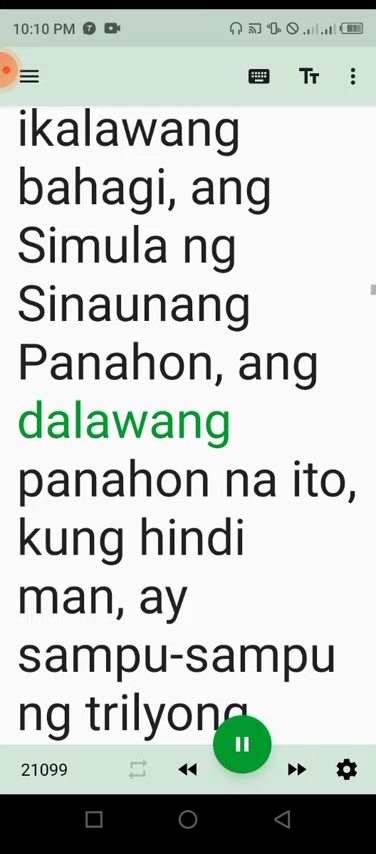 10:10 PM
81
ikalawang
bahagi, ang
Simula ng
Sinaunang
Panahon, ang
dalawang
panahon na ito,
kung hindi
man, ay
sampu-sampu
ng trilyong
21099